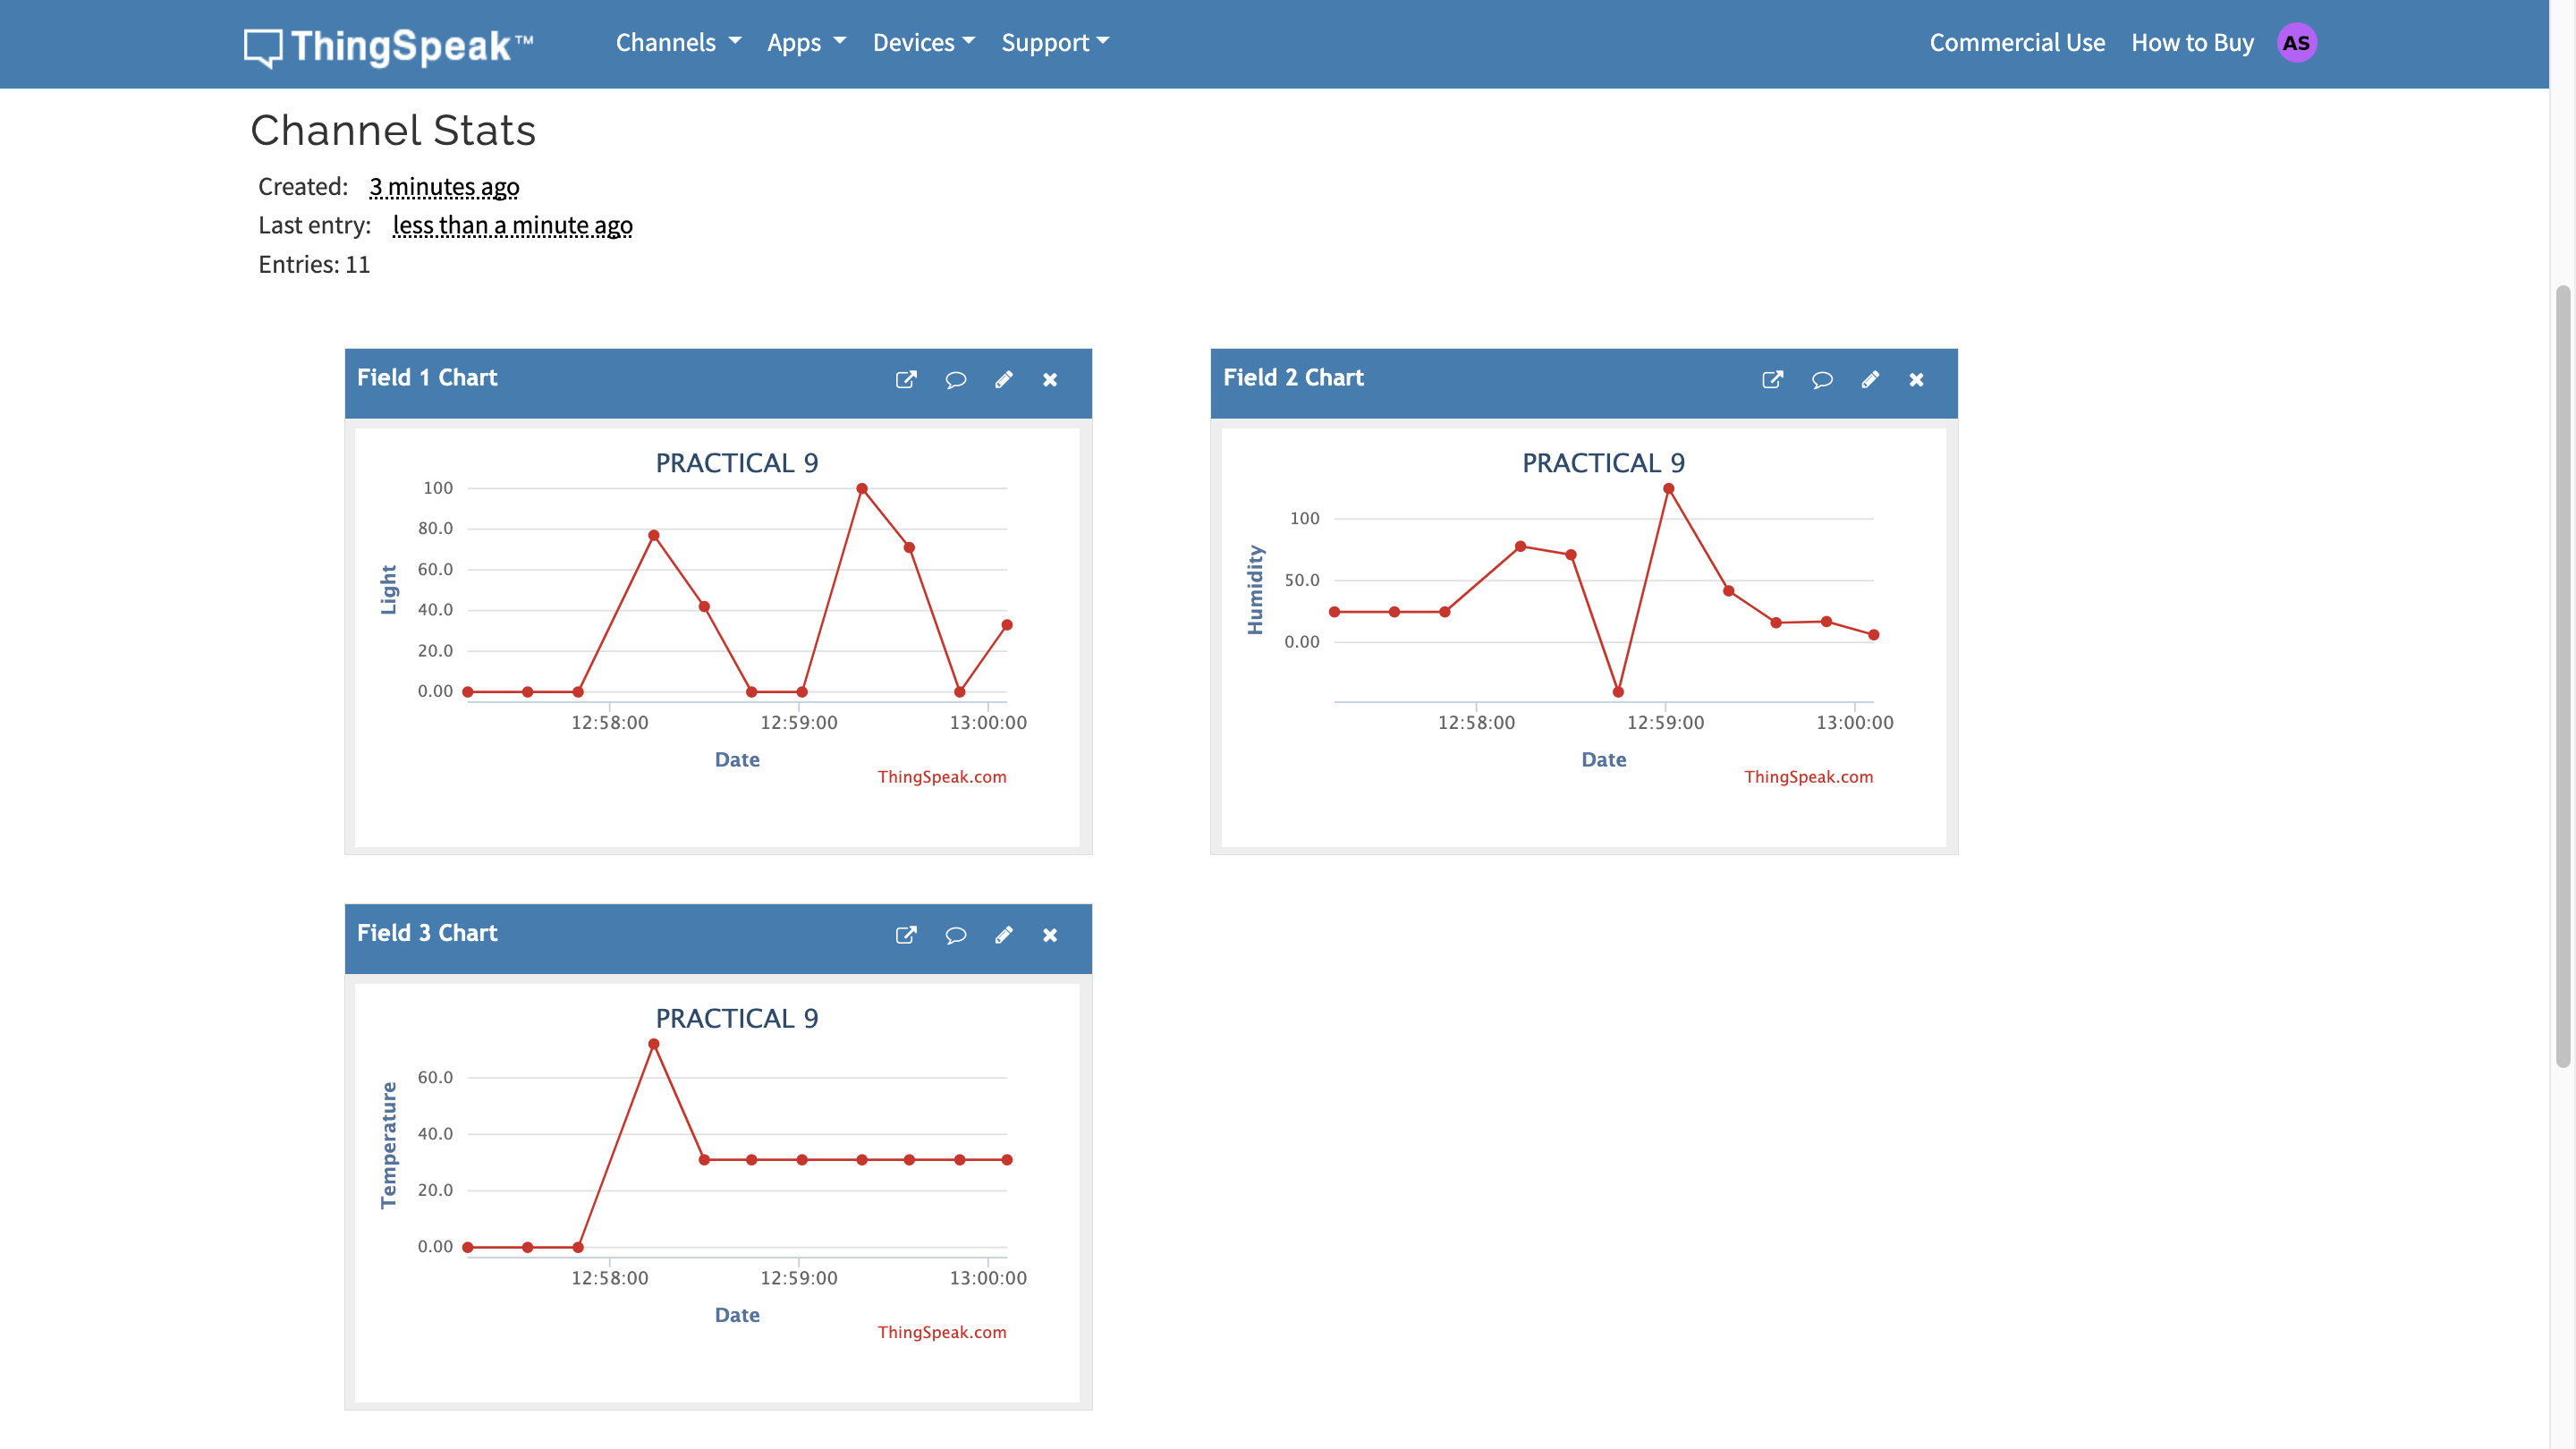 ThingSpeak™ Channels Apps Devices Support Commercial Use How to Buy AS
Channel Stats
Created: 3 minutes ago
Last entry: less than a minute ago
Entries: 11
Field 1 Chart
PRACTICAL 9
100
80.0
60.0
40.0
20.0
0.00
Light
12:58:00 12:59:00 13:00:00
Date
ThingSpeak.com
Field 2 Chart
PRACTICAL 9
100
50.0
0.00
Humidity
12:58:00 12:59:00 13:00:00
Date
ThingSpeak.com
Field 3 Chart
PRACTICAL 9
60.0
40.0
20.0
0.00
Temperature
12:58:00 12:59:00 13:00:00
Date
ThingSpeak.com